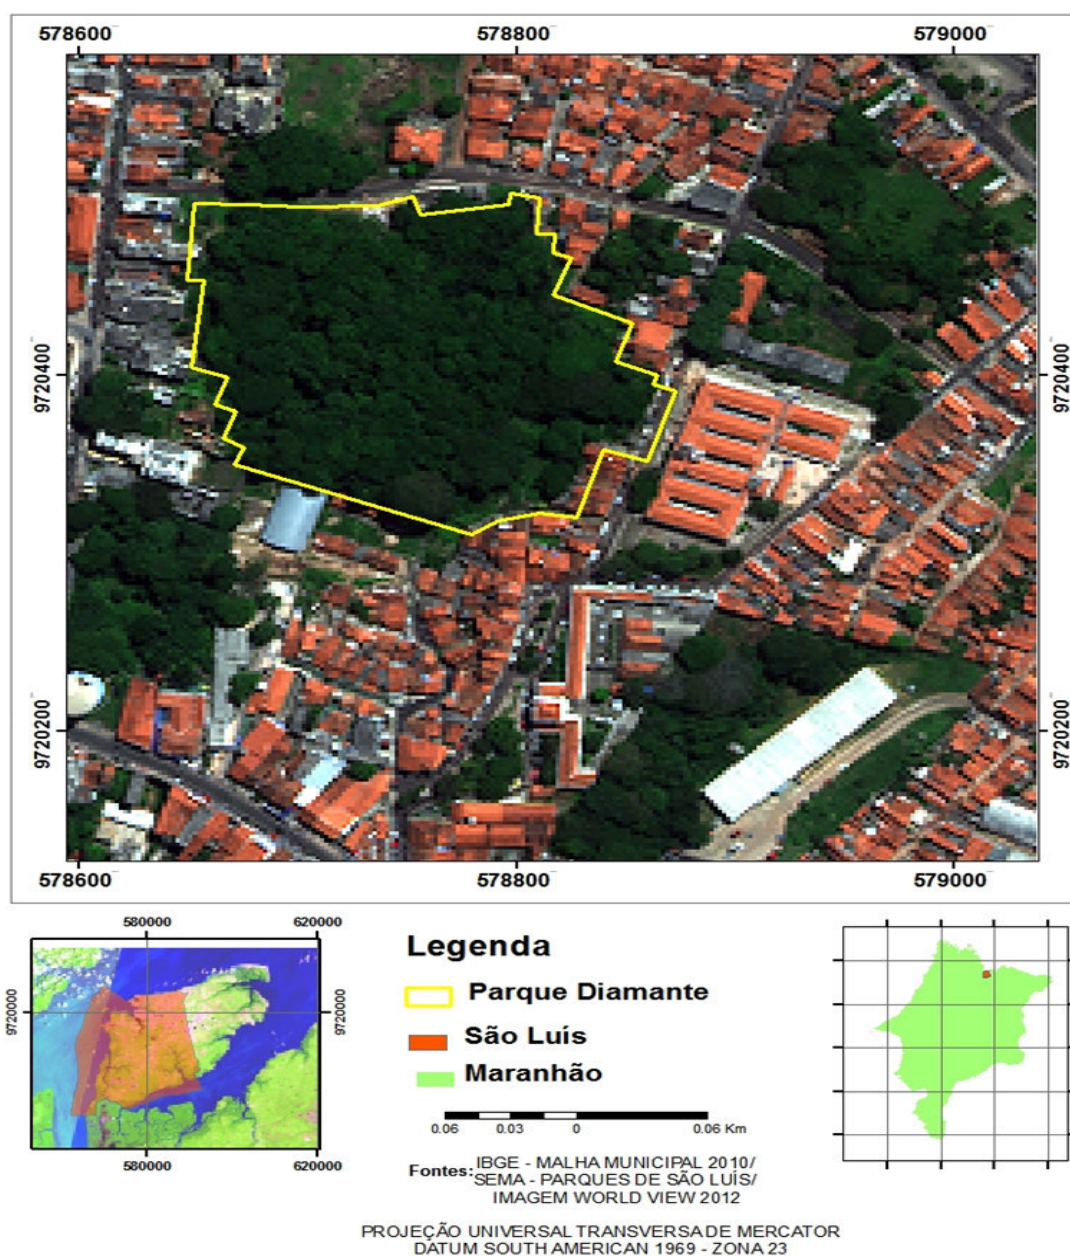 578600 578800 579000
9720400 9720400
9720200 9720200
578600 578800 579000
580000 620000
9720000 9720000
580000 620000
Legenda
Parque Diamante
São Luís
Maranhão
0.06 0.03 0 0.06 Km
Fontes: IBGE - MALHA MUNICIPAL 2010/
SEMA - PARQUES DE SÃO LUÍS/
IMAGEM WORLD VIEW 2012
PROJEÇÃO UNIVERSAL TRANSVERSA DE MERCATOR
DATUM SOUTH AMERICAN 1969 - ZONA 23